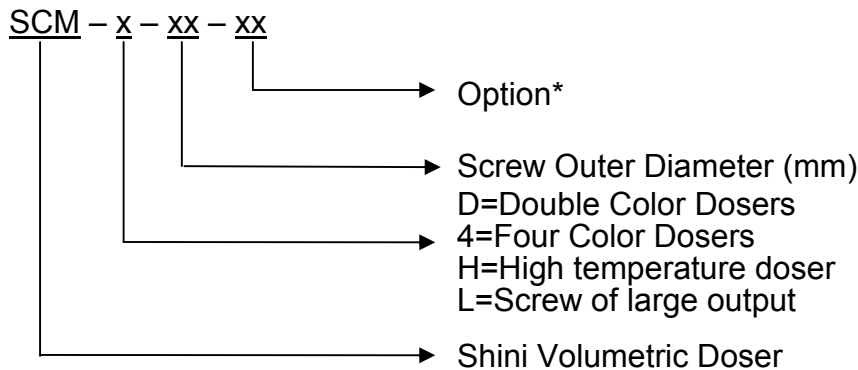 SCM – x – xx – xx
Option*
Screw Outer Diameter (mm)
D=Double Color Dosers
4=Four Color Dosers
H=High temperature doser
L=Screw of large output
Shini Volumetric Doser